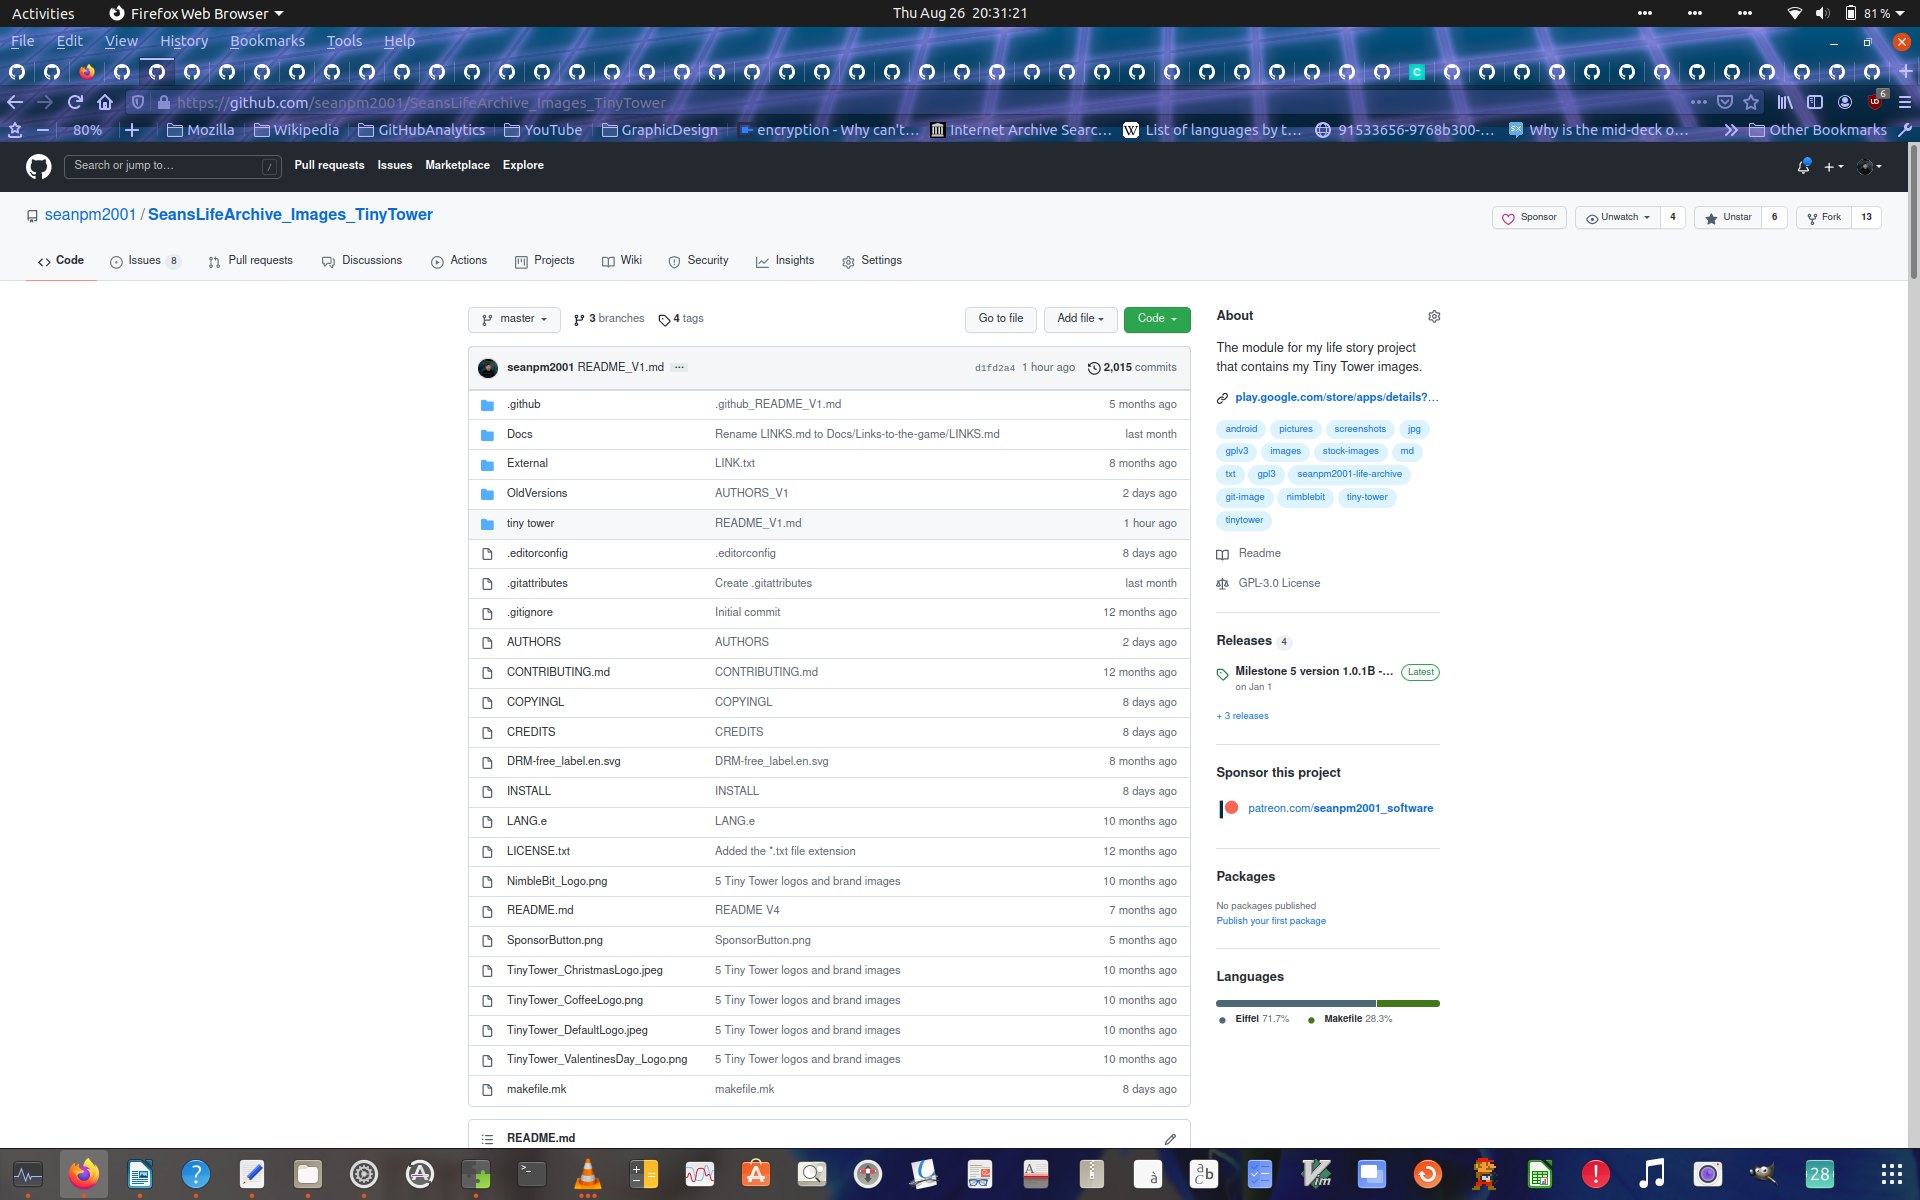 Activities Firefox Web Browser Thu Aug 26 20:31:21 81 %
File Edit View History Bookmarks Tools Help
https://github.com/seanpm2001/SeansLifeArchive_Images_TinyTower 6
80% Mozilla Wikipedia GitHubAnalytics YouTube GraphicDesign encryption - Why can't… Internet Archive Searc… List of languages by t… 91533656-9768b300-… Why is the mid-deck o… Other Bookmarks
Search or jump to… / Pull requests Issues Marketplace Explore
seanpm2001 / SeansLifeArchive_Images_TinyTower Sponsor Unwatch 4 Unstar 6 Fork 13
Code Issues 8 Pull requests Discussions Actions Projects Wiki Security Insights Settings
master 3 branches 4 tags Go to file Add file Code
seanpm2001 README_V1.md ... d1fd2a4 1 hour ago 2,015 commits
.github .github_README_V1.md 5 months ago
Docs Rename LINKS.md to Docs/Links-to-the-game/LINKS.md last month
External LINK.txt 8 months ago
OldVersions AUTHORS_V1 2 days ago
tiny tower README_V1.md 1 hour ago
.editorconfig .editorconfig 8 days ago
.gitattributes Create .gitattributes last month
.gitignore Initial commit 12 months ago
AUTHORS AUTHORS 2 days ago
CONTRIBUTING.md CONTRIBUTING.md 12 months ago
COPYINGL COPYINGL 8 days ago
CREDITS CREDITS 8 days ago
DRM-free_label.en.svg DRM-free_label.en.svg 8 months ago
INSTALL INSTALL 8 days ago
LANG.e LANG.e 10 months ago
LICENSE.txt Added the *.txt file extension 12 months ago
NimbleBit_Logo.png 5 Tiny Tower logos and brand images 10 months ago
README.md README V4 7 months ago
SponsorButton.png SponsorButton.png 5 months ago
TinyTower_ChristmasLogo.jpeg 5 Tiny Tower logos and brand images 10 months ago
TinyTower_CoffeeLogo.png 5 Tiny Tower logos and brand images 10 months ago
TinyTower_DefaultLogo.jpeg 5 Tiny Tower logos and brand images 10 months ago
TinyTower_ValentinesDay_Logo.png 5 Tiny Tower logos and brand images 10 months ago
makefile.mk makefile.mk 8 days ago
README.md
About
The module for my life story project
that contains my Tiny Tower images.
play.google.com/store/apps/details?…
android pictures screenshots jpg
gplv3 images stock-images md
txt gpl3 seanpm2001-life-archive
git-image nimblebit tiny-tower
tinytower
Readme
GPL-3.0 License
Releases 4
Milestone 5 version 1.0.1B -… Latest
on Jan 1
+ 3 releases
Sponsor this project
patreon.com/seanpm2001_software
Packages
No packages published
Publish your first package
Languages
Eiffel 71.7% Makefile 28.3%
28